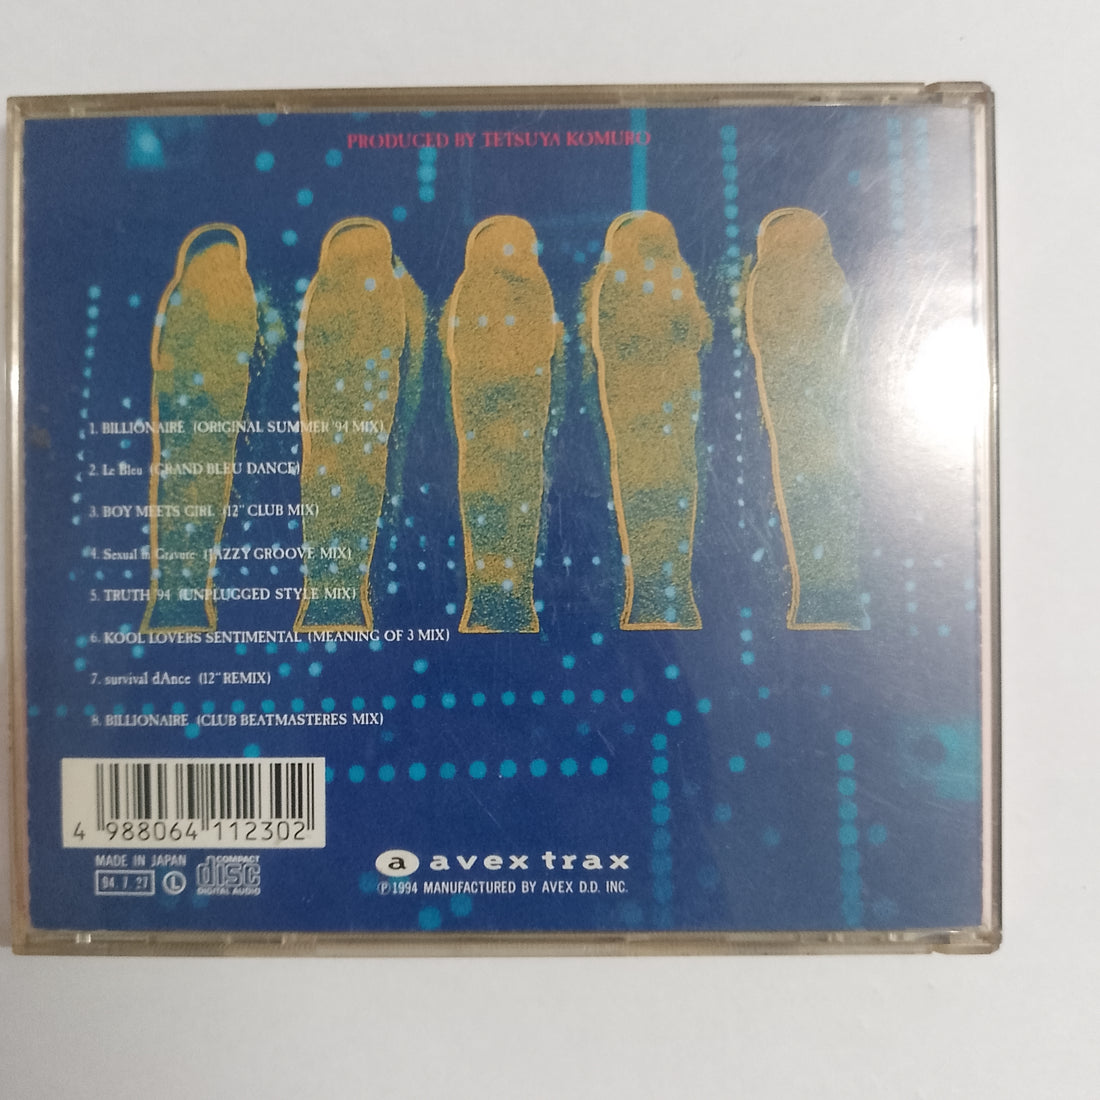 PRODUCED BY TETSUYA KOMURO
1. BILLIONAIRE (ORIGINAL SUMMER '94 MIX)
2. Le Bleu (GRAND BLEU DANCE)
3. BOY MEETS GIRL (12" CLUB MIX)
4. Sexual in Gravure (JAZZY GROOVE MIX)
5. TRUTH '94 (UNPLUGGED STYLE MIX)
6. KOOL LOVERS SENTIMENTAL (MEANING OF 3 MIX)
7. survival dAnce (12" REMIX)
8. BILLIONAIRE (CLUB BEATMASTERES MIX)
4 988064 112302
MADE IN JAPAN
94.7.27 L
COMPACT disc DIGITAL AUDIO
a avex trax
Ⓟ1994 MANUFACTURED BY AVEX D.D. INC.